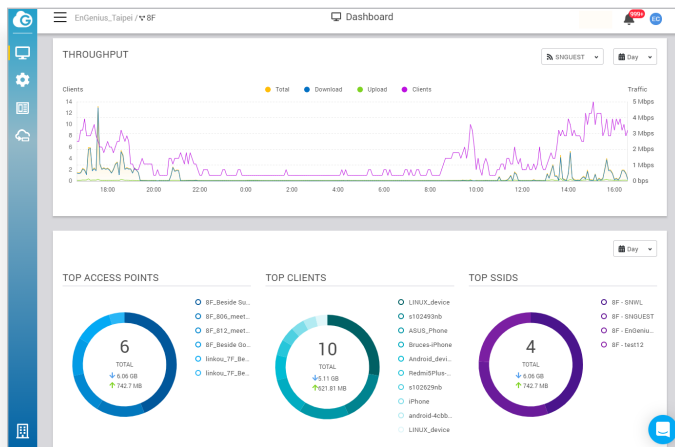 EnGenius_Taipei / 8F
Dashboard
999+
EC
THROUGHPUT
SNGUEST
Day
Clients
Total
Download
Upload
Clients
Traffic
14
12
10
8
6
4
2
0
5 Mbps
4 Mbps
3 Mbps
2 Mbps
1 Mbps
0 bps
18:00
20:00
22:00
0:00
2:00
4:00
6:00
8:00
10:00
12:00
14:00
16:00
Day
TOP ACCESS POINTS
6
TOTAL
6.06 GB
742.7 MB
8F_Beside Su...
8F_806_meet...
8F_812_meet...
8F_Beside Go...
linkou_7F_Be...
linkou_7F_Be...
TOP CLIENTS
10
TOTAL
5.11 GB
621.81 MB
LINUX_device
s102493nb
ASUS_Phone
Bruces-iPhone
Android_devi...
Redmi5Plus-...
s102629nb
iPhone
android-4cbb...
LINUX_device
TOP SSIDS
4
TOTAL
6.06 GB
742.7 MB
8F - SNWL
8F - SNGUEST
8F - EnGeniu...
8F - test12